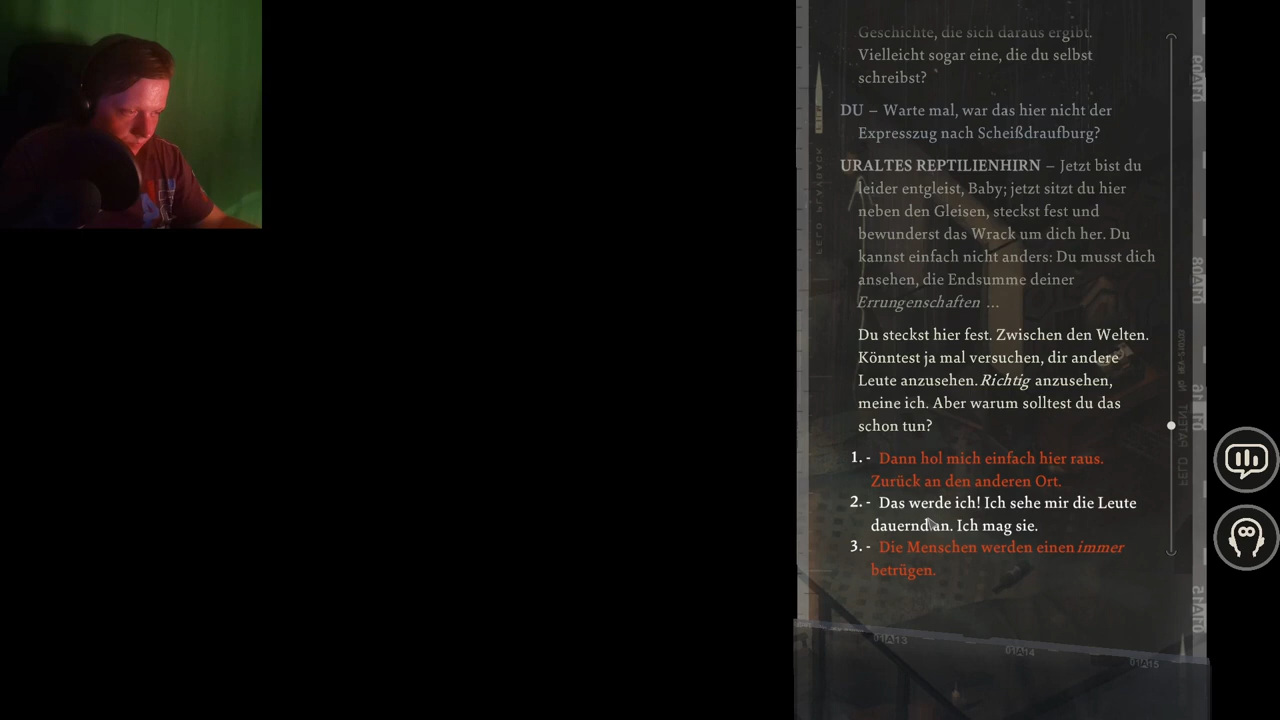 Geschichte, die sich daraus ergibt.
Vielleicht sogar eine, die du selbst
schreibst?
DU – Warte mal, war das hier nicht der
Expresszug nach Scheißdraufburg?
URALTES REPTILIENHIRN – Jetzt bist du
leider entgleist, Baby; jetzt sitzt du hier
neben den Gleisen, steckst fest und
bewunderst das Wrack um dich her. Du
kannst einfach nicht anders: Du musst dich
ansehen, die Endsumme deiner
Errungenschaften ...
Du steckst hier fest. Zwischen den Welten.
Könntest ja mal versuchen, dir andere
Leute anzusehen. Richtig anzusehen,
meine ich. Aber warum solltest du das
schon tun?
1. - Dann hol mich einfach hier raus.
Zurück an den anderen Ort.
2. - Das werde ich! Ich sehe mir die Leute
dauernd an. Ich mag sie.
3. - Die Menschen werden einen immer
betrügen.
01A13
01A14
01A15